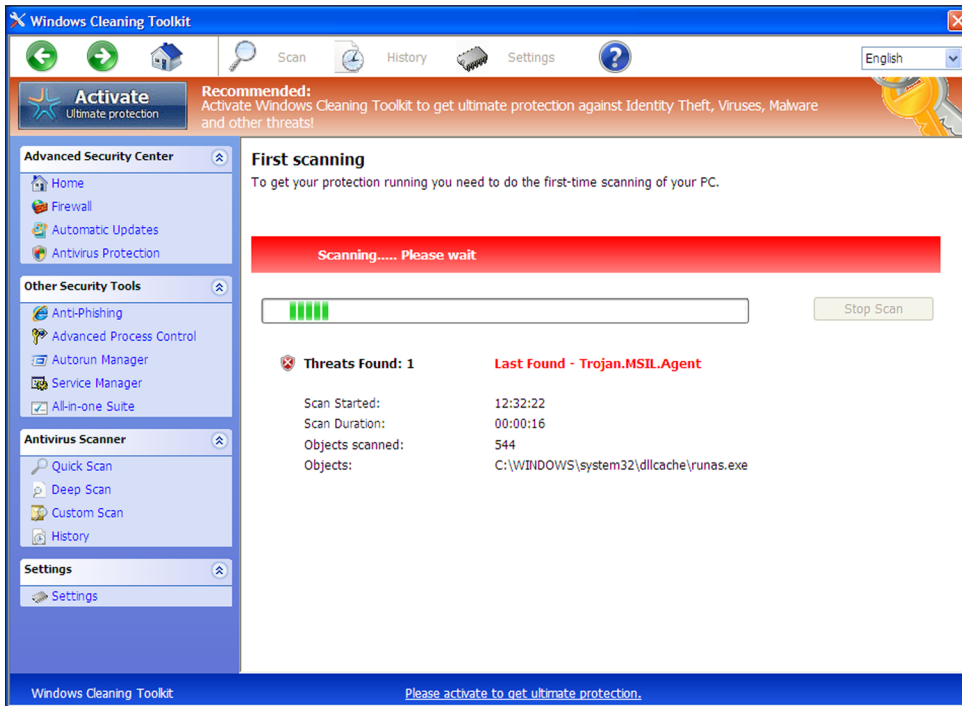 Windows Cleaning Toolkit
Scan History Settings English
Activate
Ultimate protection
Recommended:
Activate Windows Cleaning Toolkit to get ultimate protection against Identity Theft, Viruses, Malware
and other threats!
Advanced Security Center
Home
Firewall
Automatic Updates
Antivirus Protection
Other Security Tools
Anti-Phishing
Advanced Process Control
Autorun Manager
Service Manager
All-in-one Suite
Antivirus Scanner
Quick Scan
Deep Scan
Custom Scan
History
Settings
Settings
First scanning
To get your protection running you need to do the first-time scanning of your PC.
Scanning..... Please wait
Stop Scan
Threats Found: 1 Last Found - Trojan.MSIL.Agent
Scan Started: 12:32:22
Scan Duration: 00:00:16
Objects scanned: 544
Objects: C:\WINDOWS\system32\dllcache\runas.exe
Windows Cleaning Toolkit Please activate to get ultimate protection.